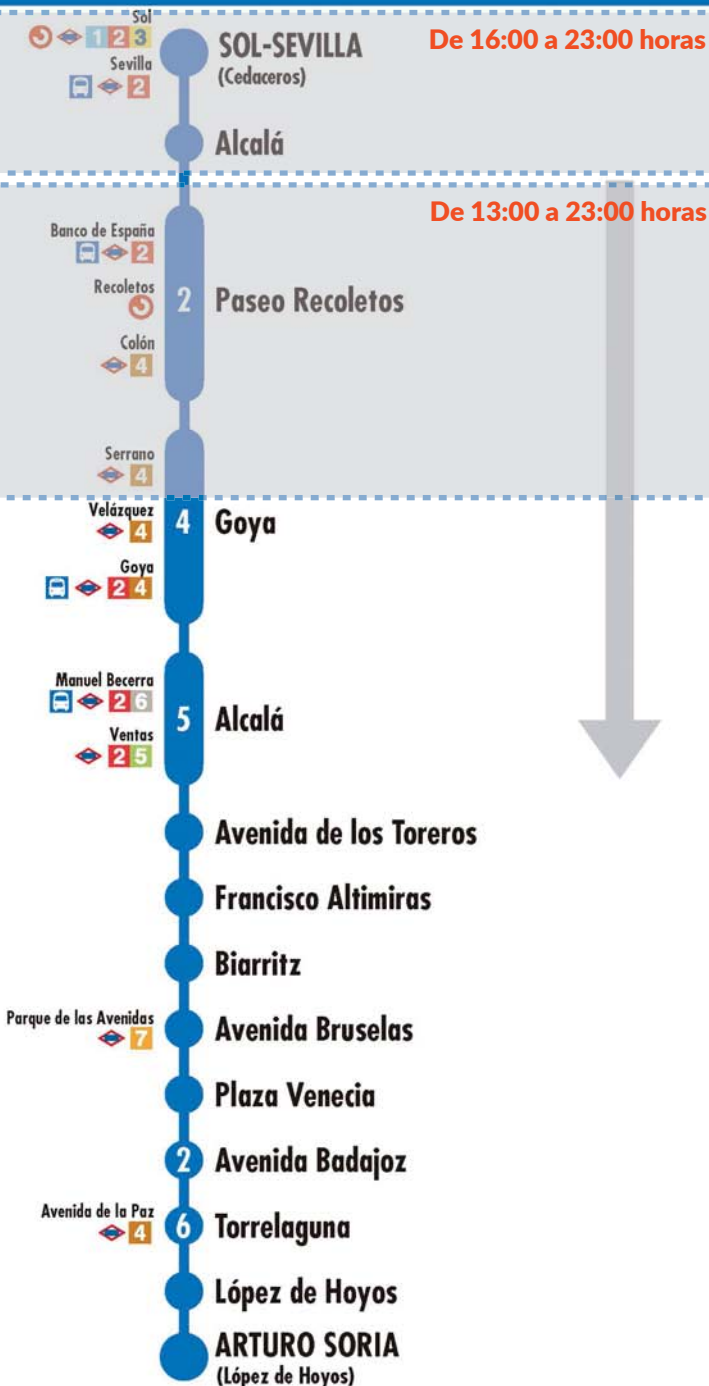 Sol
1 2 3
SOL-SEVILLA
De 16:00 a 23:00 horas
Sevilla
2
(Cedaceros)
Alcalá
De 13:00 a 23:00 horas
Banco de España
2
Recoletos
2
Paseo Recoletos
Colón
4
Serrano
4
Velázquez
4
4
Goya
Goya
2 4
Manuel Becerra
2 6
5
Alcalá
Ventas
2 5
Avenida de los Toreros
Francisco Altimiras
Biarritz
Parque de las Avenidas
7
Avenida Bruselas
Plaza Venecia
2
Avenida Badajoz
Avenida de la Paz
4
6
Torrelaguna
López de Hoyos
ARTURO SORIA
(López de Hoyos)